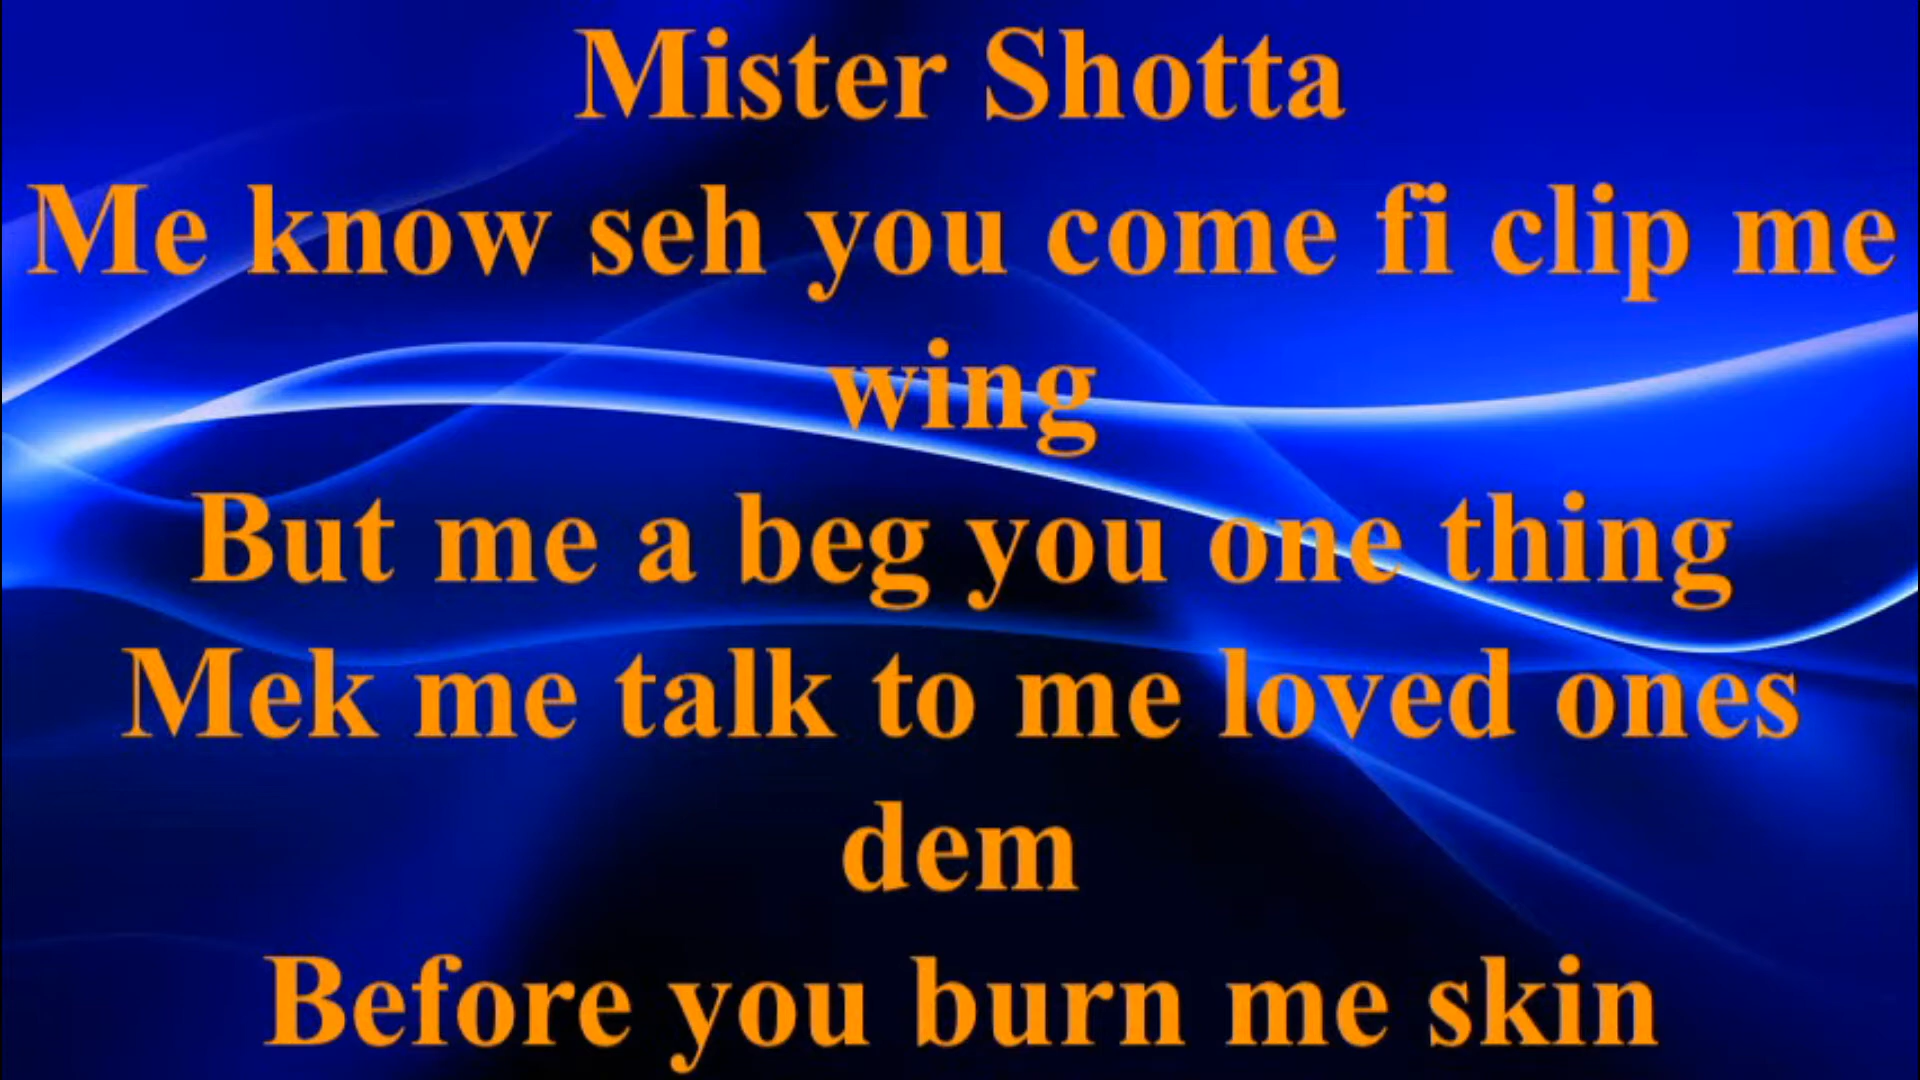 Mister Shotta
Me know seh you come fi clip me
wing
But me a beg you one thing
Mek me talk to me loved ones
dem
Before you burn me skin